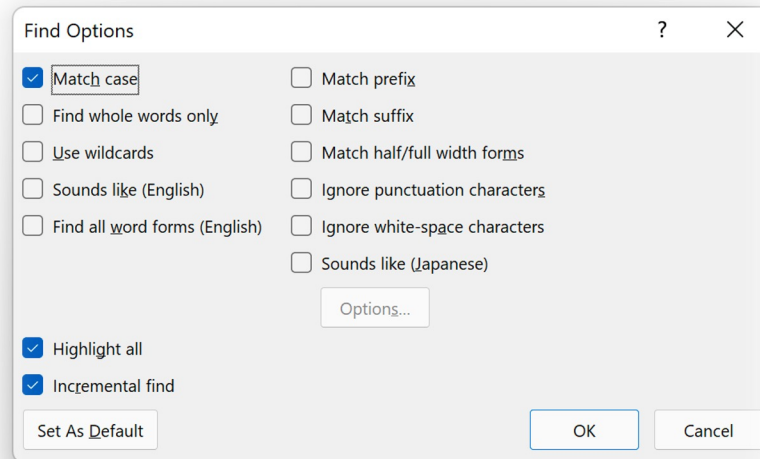 Find Options
?
Match case
Find whole words only
Use wildcards
Sounds like (English)
Find all word forms (English)
Match prefix
Match suffix
Match half/full width forms
Ignore punctuation characters
Ignore white-space characters
Sounds like (Japanese)
Options...
Highlight all
Incremental find
Set As Default
OK
Cancel